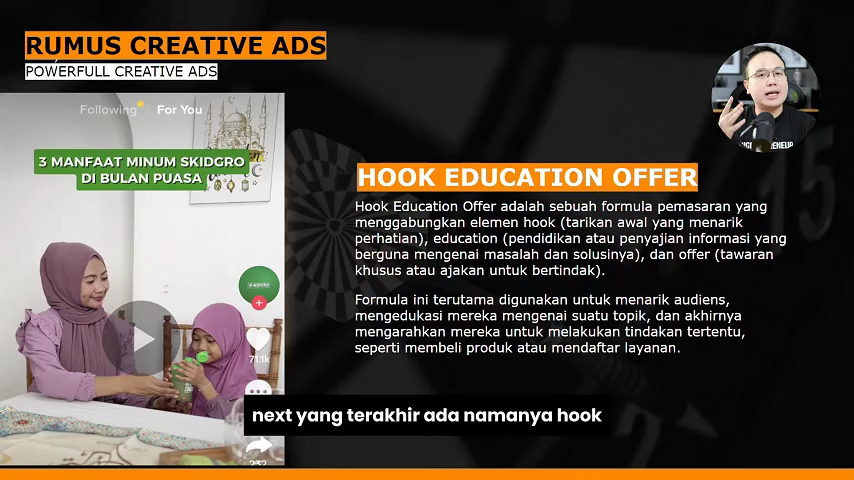 RUMUS CREATIVE ADS
POWERFULL CREATIVE ADS
Following
For You
3 MANFAAT MINUM SKIDGRO
DI BULAN PUASA
HOOK EDUCATION OFFER
Hook Education Offer adalah sebuah formula pemasaran yang
menggabungkan elemen hook (tarikan awal yang menarik
perhatian), education (pendidikan atau penyajian informasi yang
berguna mengenai masalah dan solusinya), dan offer (tawaran
khusus atau ajakan untuk bertindak).
Formula ini terutama digunakan untuk menarik audiens,
mengedukasi mereka mengenai suatu topik, dan akhirnya
mengarahkan mereka untuk melakukan tindakan tertentu,
seperti membeli produk atau mendaftar layanan.
71.1k
next yang terakhir ada namanya hook
232
15